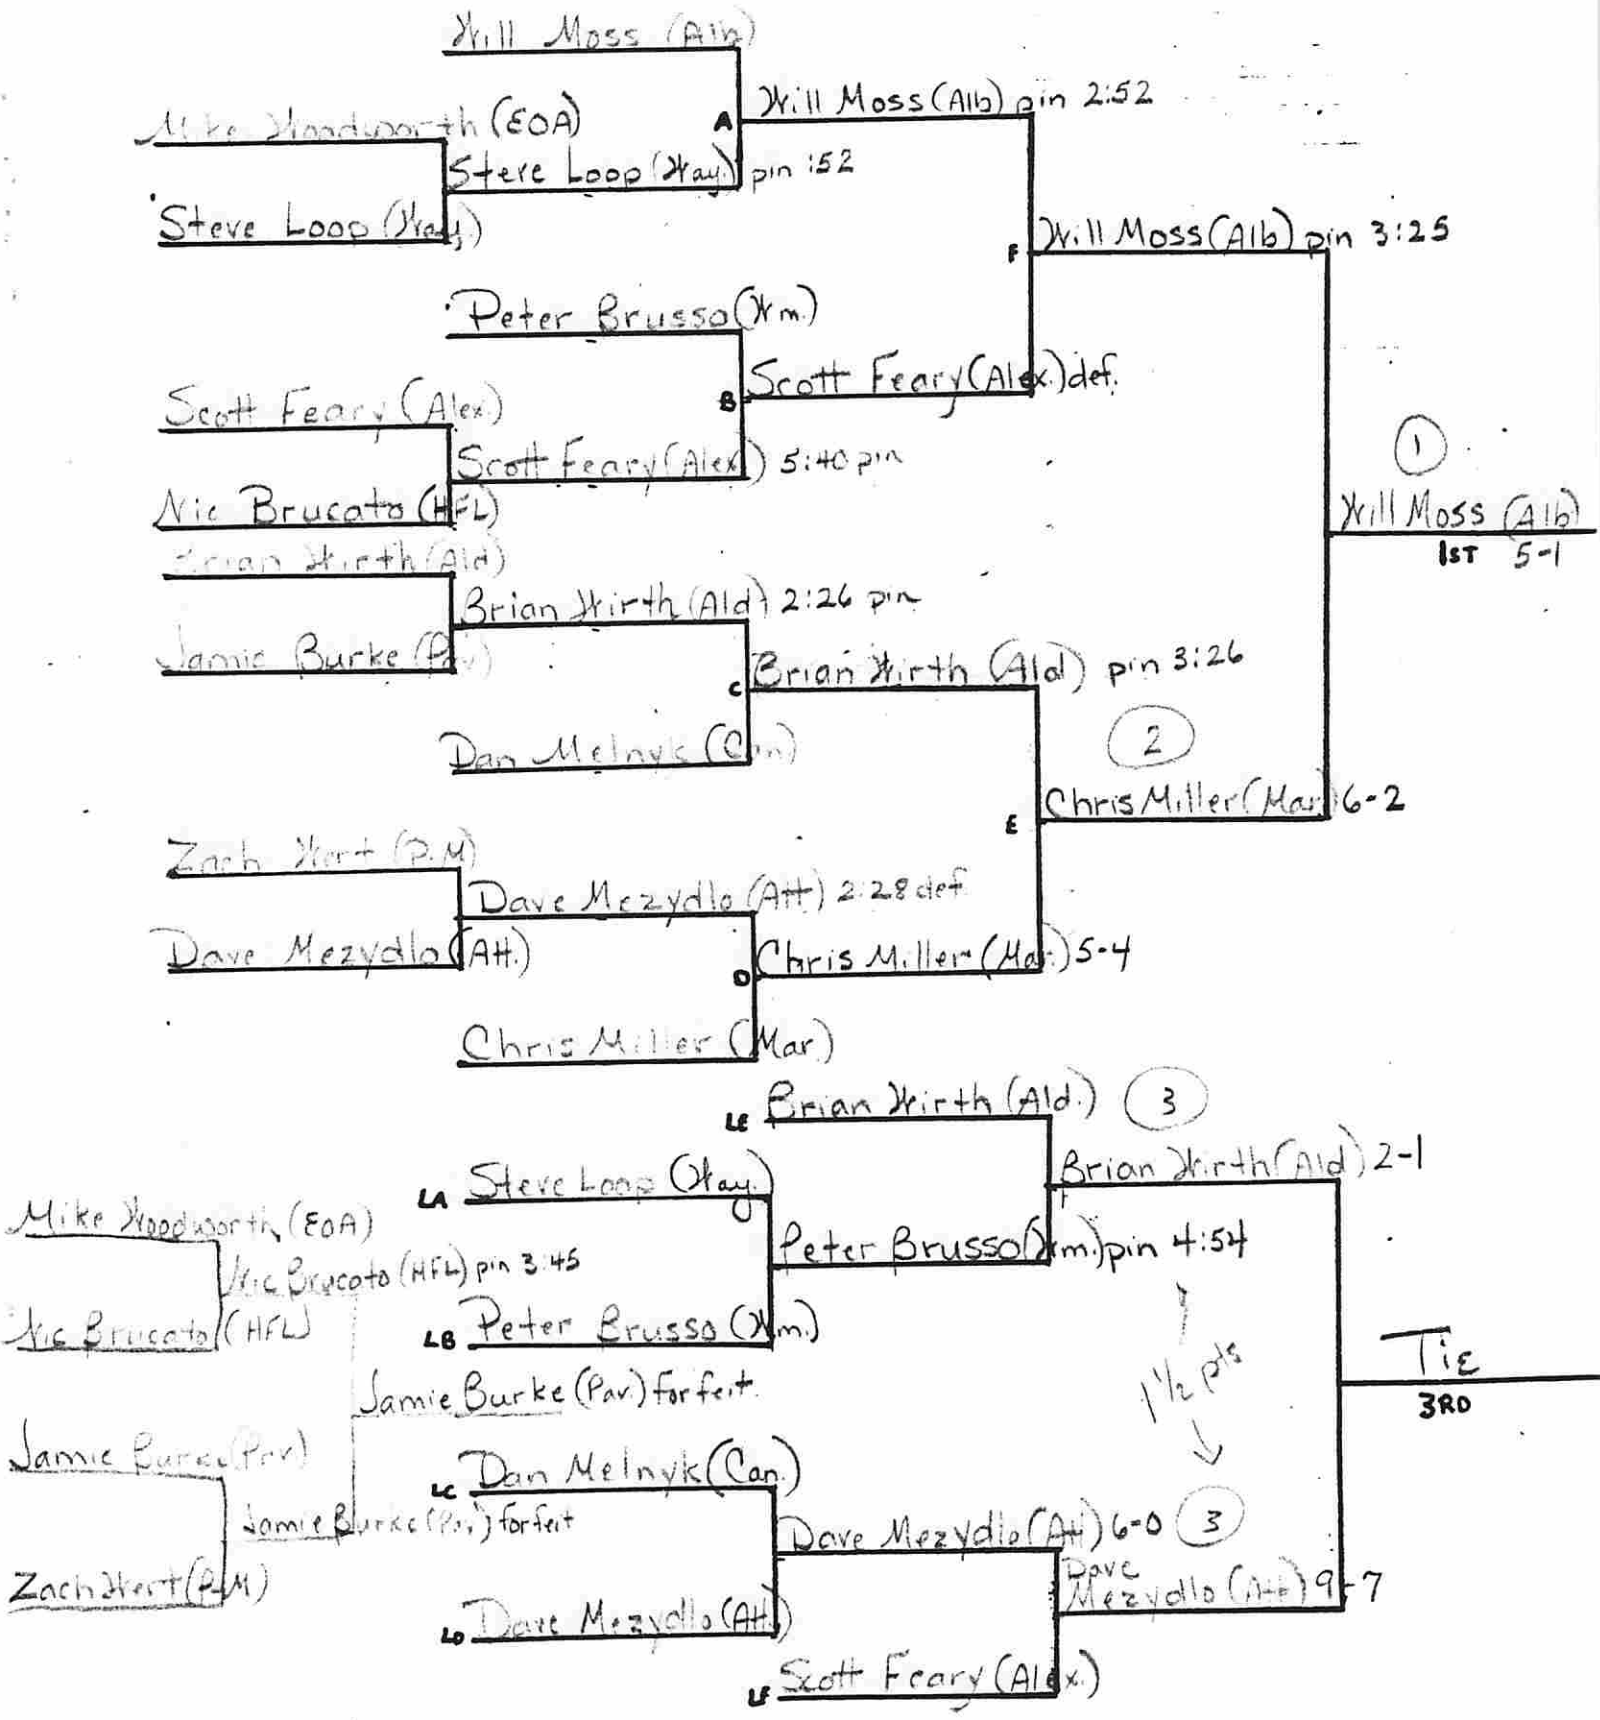 Will Moss (Alb)
Will Moss (Alb) pin 2:52
Mike Woodworth (EOA)
A
Steve Loop (Way.) pin :52
Steve Loop (Way.)
Will Moss (Alb) pin 3:25
F
Peter Brusso (Wm.)
Scott Feary (Alex.) def.
B
Scott Feary (Alex.)
Scott Feary (Alex.) 5:40 pin
Nic Brucato (HFL)
1
Will Moss (Alb)
1ST 5-1
Brian Wirth (Ald)
Brian Wirth (Ald) 2:26 pin
Jamie Burke (Pav)
Brian Wirth (Ald) pin 3:26
C
2
Dan Melnyk (Can)
Chris Miller (Mar.) 6-2
E
Zach Wert (P.M)
Dave Mezydlo (Att) 2:28 def
Dave Mezydlo (Att.)
Chris Miller (Mar.) 5-4
D
Chris Miller (Mar.)
LE Brian Wirth (Ald.) 3
Brian Wirth (Ald) 2-1
LA Steve Loop (Way.)
Mike Woodworth (EOA)
Peter Brusso (Wm.) pin 4:54
Nic Brucato (HFL) pin 3:45
Nic Brucato (HFL)
LB Peter Brusso (Wm.)
1 1/2 pts
TIE
3RD
Jamie Burke (Pav.) forfeit.
Jamie Burke (Pav)
LC Dan Melnyk (Can.)
Jamie Burke (Pav.) forfeit
Dave Mezydlo (Att) 6-0 3
Dave
Mezydlo (Att) 9-7
Zach Wert (P-M)
LD Dave Mezydlo (Att.)
LF Scott Feary (Alex.)